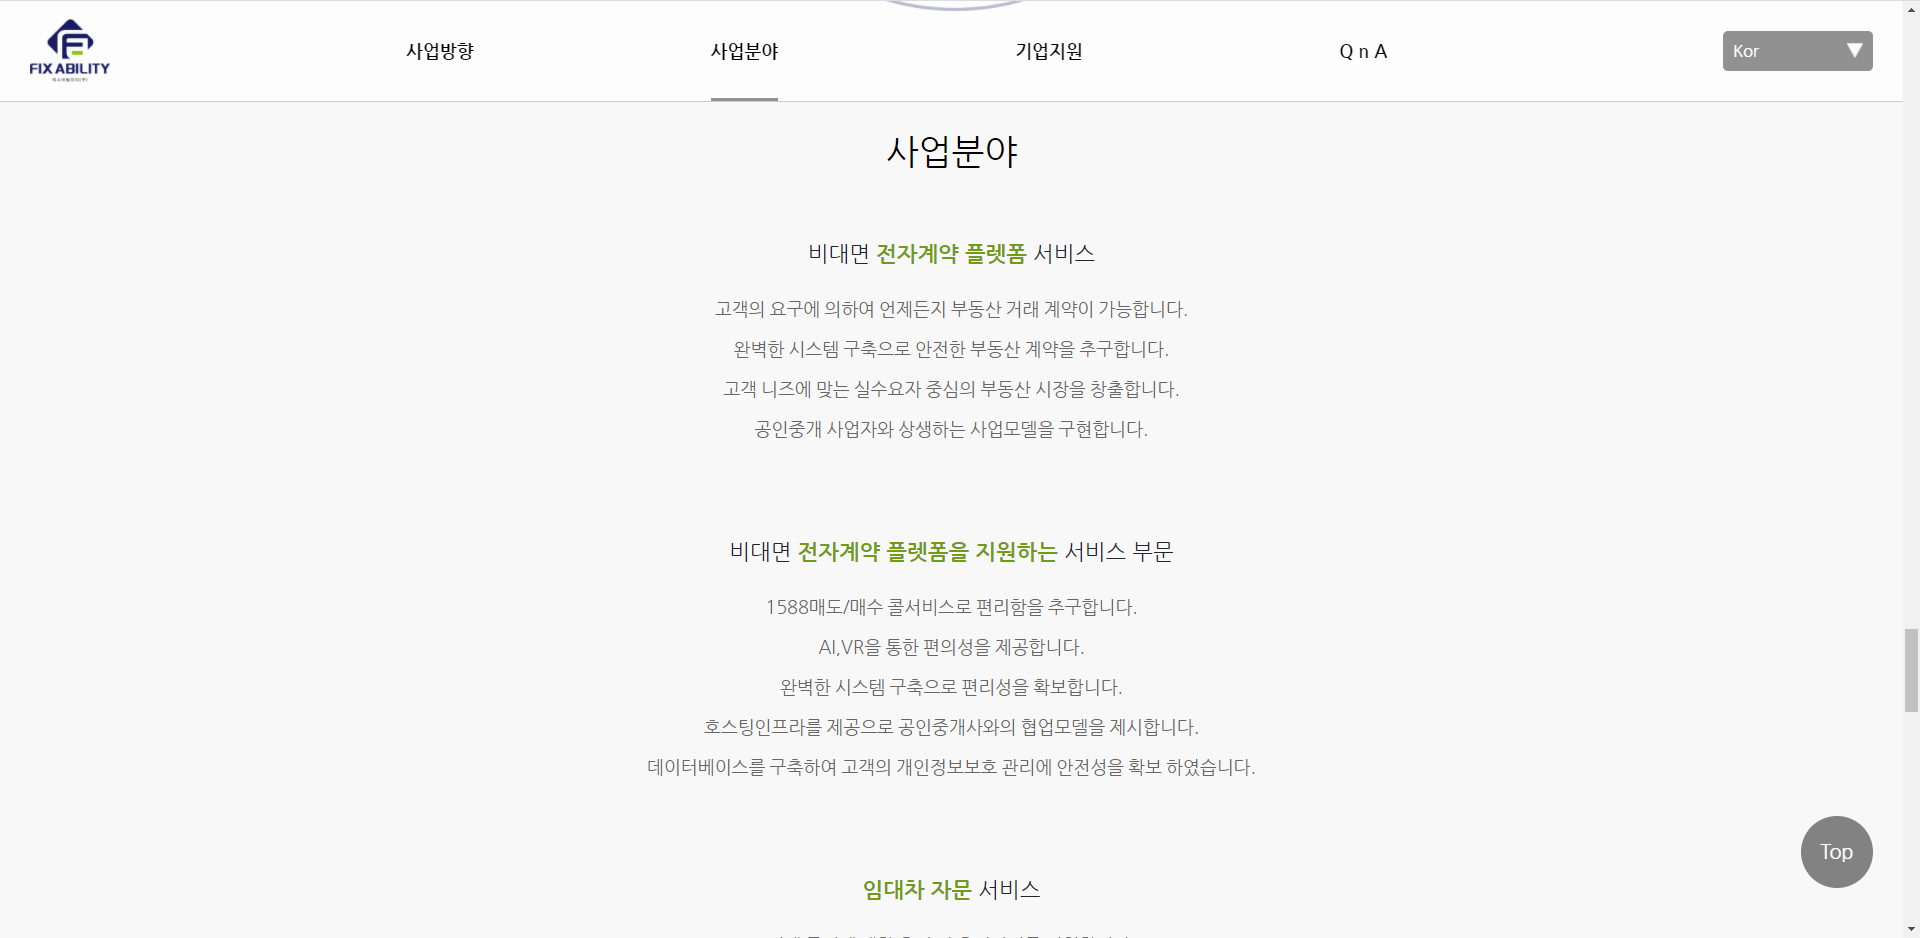 FIX ABILITY
사업방향
사업분야
기업지원
Q n A
Kor
사업분야
비대면 전자계약 플렛폼 서비스
고객의 요구에 의하여 언제든지 부동산 거래 계약이 가능합니다.
완벽한 시스템 구축으로 안전한 부동산 계약을 추구합니다.
고객 니즈에 맞는 실수요자 중심의 부동산 시장을 창출합니다.
공인중개 사업자와 상생하는 사업모델을 구현합니다.
비대면 전자계약 플렛폼을 지원하는 서비스 부문
1588매도/매수 콜서비스로 편리함을 추구합니다.
AI,VR을 통한 편의성을 제공합니다.
완벽한 시스템 구축으로 편리성을 확보합니다.
호스팅인프라를 제공으로 공인중개사와의 협업모델을 제시합니다.
데이터베이스를 구축하여 고객의 개인정보보호 관리에 안전성을 확보 하였습니다.
Top
임대차 자문 서비스